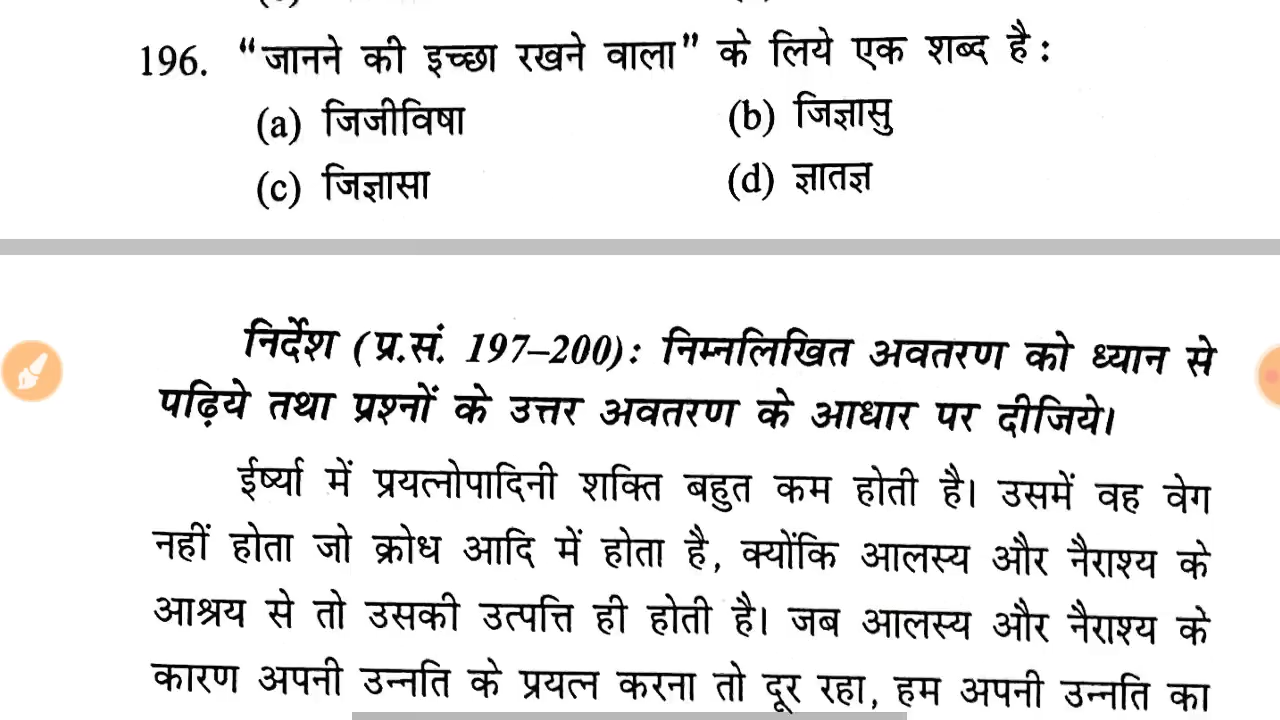 196. "जानने की इच्छा रखने वाला" के लिये एक शब्द है :
(a) जिजीविषा (b) जिज्ञासु
(c) जिज्ञासा (d) ज्ञातज्ञ
निर्देश (प्र.सं. 197–200): निम्नलिखित अवतरण को ध्यान से
पढ़िये तथा प्रश्नों के उत्तर अवतरण के आधार पर दीजिये।
ईर्ष्या में प्रयत्नोपादिनी शक्ति बहुत कम होती है। उसमें वह वेग
नहीं होता जो क्रोध आदि में होता है, क्योंकि आलस्य और नैराश्य के
आश्रय से तो उसकी उत्पत्ति ही होती है। जब आलस्य और नैराश्य के
कारण अपनी उन्नति के प्रयत्न करना तो दूर रहा, हम अपनी उन्नति का